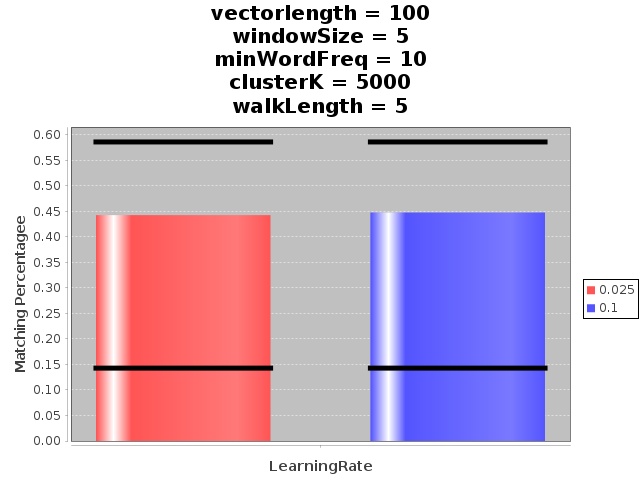 vectorlength = 100
windowSize = 5
minWordFreq = 10
clusterK = 5000
walkLength = 5
0.60
0.55
0.50
0.45
0.40
0.35
0.30
0.25
0.20
0.15
0.10
0.05
0.00
Matching Percentagee
LearningRate
0.025
0.1